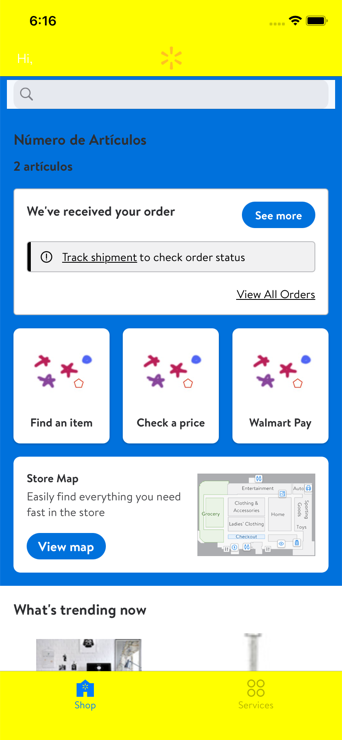 6:16
Hi.
Número de Artículos
2 artículos
We've received your order
See more
Track shipment to check order status
View All Orders
Find an item
Check a price
Walmart Pay
Store Map
Easily find everything you need
fast in the store
View map
Entertainment
Auto
Clothing &
Accessories
Grocery
Home
Sporting
Goods
Ladies' Clothing
Toys
Checkout
What's trending now
Shop
Services